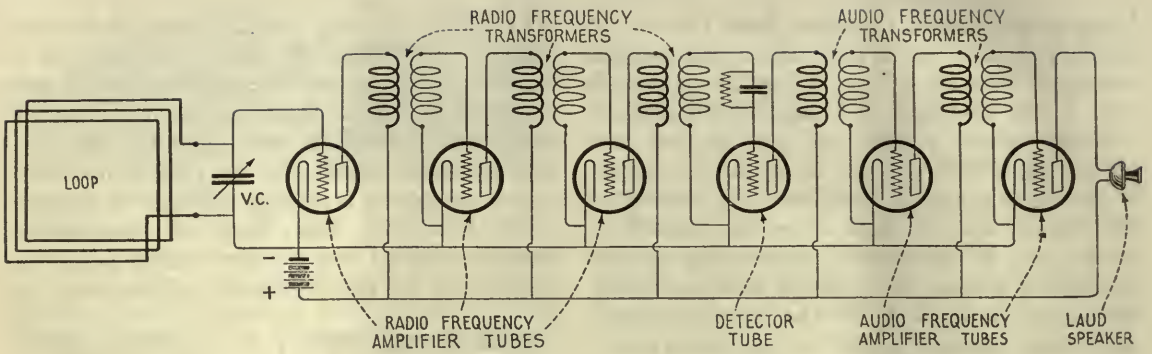 RADIO FREQUENCY
TRANSFORMERS
AUDIO FREQUENCY
TRANSFORMERS
LOOP
V.C.
-
+
RADIO FREQUENCY
AMPLIFIER TUBES
DETECTOR
TUBE
AUDIO FREQUENCY
AMPLIFIER TUBES
LAUD
SPEAKER